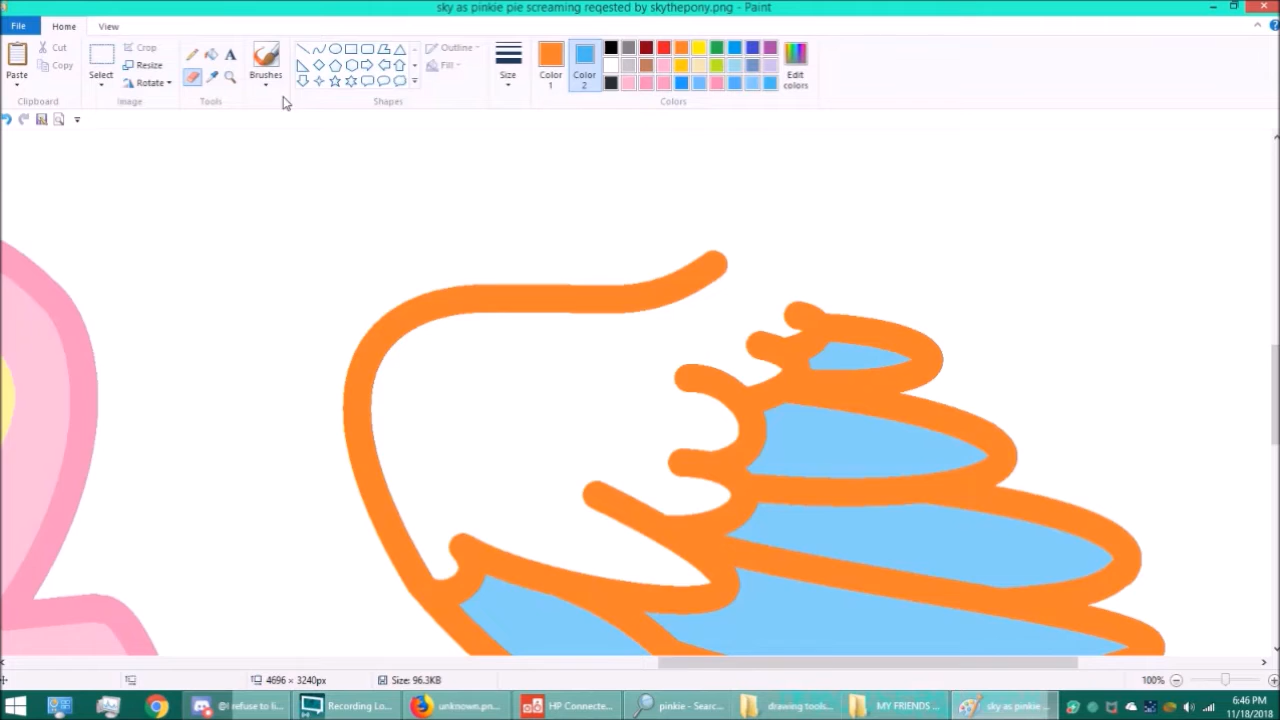 sky as pinkie pie screaming reqested by skythepony.png - Paint
File Home View
Paste
Cut
Copy
Clipboard
Select
Crop
Resize
Rotate
Image
A
Tools
Brushes
Shapes
Outline
Fill
Size
Color 1
Color 2
Edit colors
Colors
4696 × 3240px
Size: 96.3KB
100%
@I refuse to li...
Recording Lo...
unknown.pn...
HP Connecte...
pinkie - Searc...
drawing tools...
MY FRIENDS ...
sky as pinkie ...
6:46 PM
11/18/2018